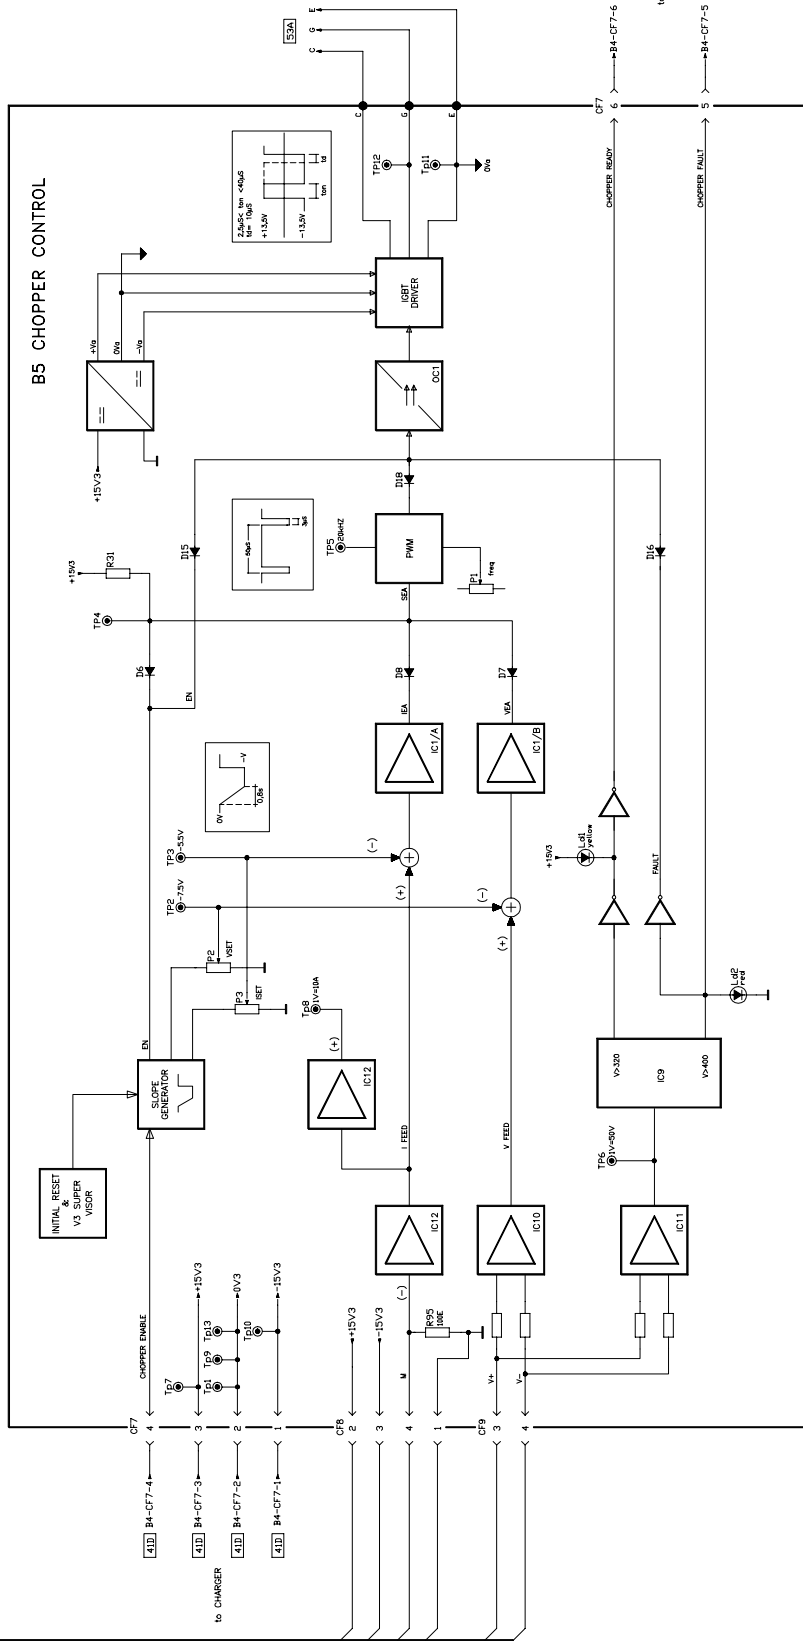 B5 CHOPPER CONTROL
INITIAL RESET
&
V3 SUPER
VISOR
SLOPE
GENERATOR
EN
CHOPPER ENABLE
CF7
4
41D
B4-CF7-4
3
41D
B4-CF7-3
2
41D
B4-CF7-2
1
41D
B4-CF7-1
to CHARGER
Tp7
+15V3
Tp1
Tp9
Tp13
0V3
Tp10
-15V3
CF8
2
+15V3
3
-15V3
4
M
1
R95
100E
CF9
3
V+
4
V-
(-)
IC12
I FEED
IC12
(+)
Tp8
1V=10A
IC10
V FEED
IC11
TP6
1V=50V
IC9
V>320
V>400
P2
VSET
P3
ISET
TP2
-7.5V
TP3
-5.5V
0V
-V
0,8s
(+)
(-)
(+)
(-)
IC1/A
IEA
D8
IC1/B
VEA
D7
EN
D6
D15
TP4
+15V3
R31
SEA
PWM
TP5
20kHZ
P1
freq
50µS
3µS
D18
OC1
+15V3
+Va
0Va
-Va
IGBT
DRIVER
2,5µS< ton <40µS
td= 10µS
+13,5V
-13,5V
ton
td
TP12
Tp11
0Va
C
G
E
C
G
E
53A
+15V3
Ld1
yellow
FAULT
Ld2
red
D16
CHOPPER READY
CHOPPER FAULT
CF7
6
B4-CF7-6
5
B4-CF7-5